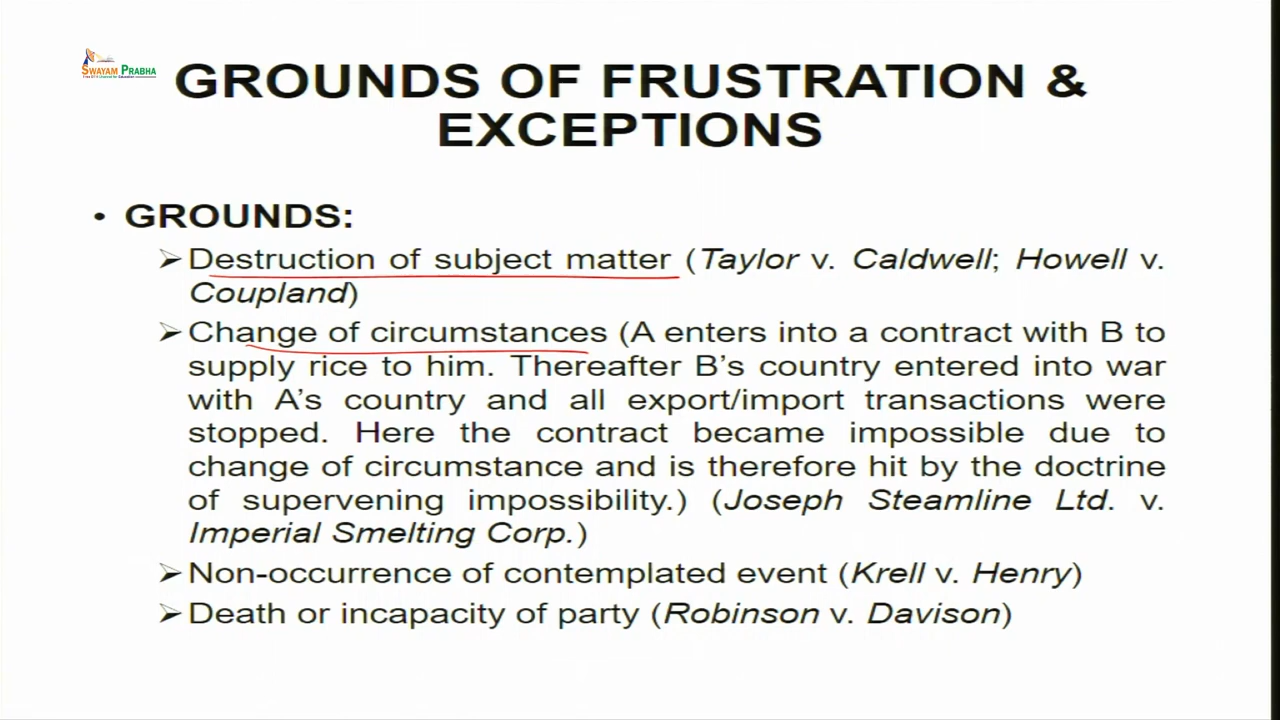 SWAYAM PRABHA
GROUNDS OF FRUSTRATION &
EXCEPTIONS
• GROUNDS:
➢ Destruction of subject matter (Taylor v. Caldwell; Howell v.
Coupland)
➢ Change of circumstances (A enters into a contract with B to
supply rice to him. Thereafter B's country entered into war
with A's country and all export/import transactions were
stopped. Here the contract became impossible due to
change of circumstance and is therefore hit by the doctrine
of supervening impossibility.) (Joseph Steamline Ltd. v.
Imperial Smelting Corp.)
➢ Non-occurrence of contemplated event (Krell v. Henry)
➢ Death or incapacity of party (Robinson v. Davison)